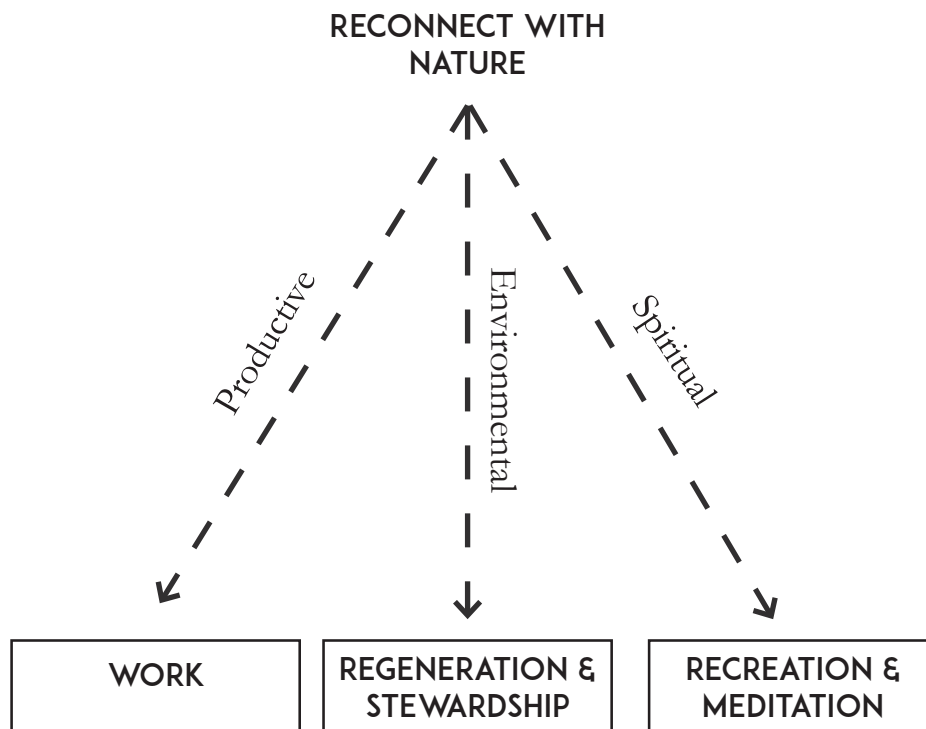 RECONNECT WITH
NATURE
Productive
Environmental
Spiritual
WORK
REGENERATION &
STEWARDSHIP
RECREATION &
MEDITATION